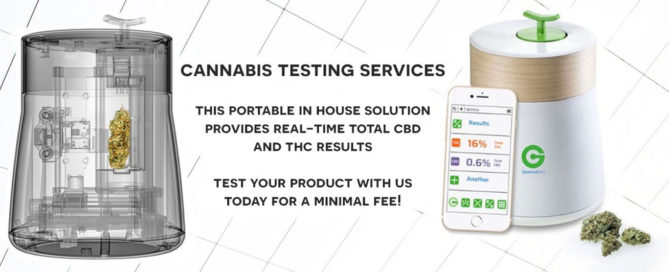 CANNABIS TESTING SERVICES
THIS PORTABLE IN HOUSE SOLUTION
PROVIDES REAL-TIME TOTAL CBD
AND THC RESULTS
TEST YOUR PRODUCT WITH US
TODAY FOR A MINIMAL FEE!
Results
16%
0.6%
Another